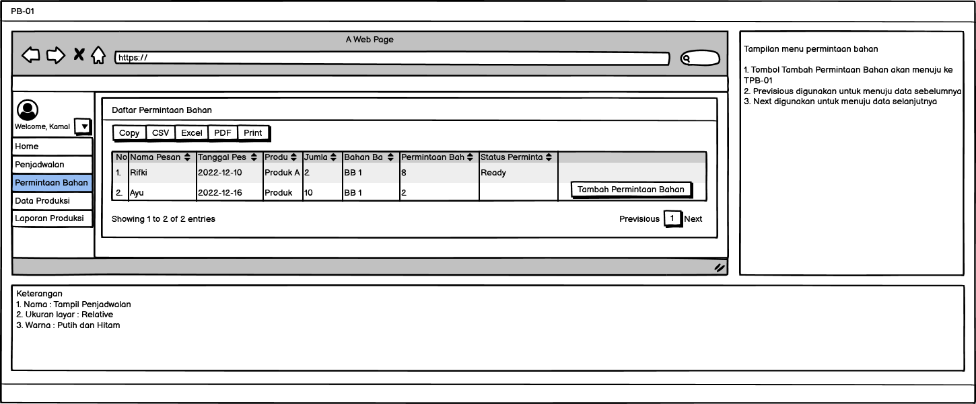 PB-01
A Web Page
https://
Welcome, Kamal
Home
Penjadwalan
Permintaan Bahan
Data Produksi
Laporan Produksi
Daftar Permintaan Bahan
Copy CSV Excel PDF Print
No Nama Pesan Tanggal Pes Produ Jumla Bahan Ba Permintaan Bah Status Perminta
1. Rifki 2022-12-10 Produk A 2 BB 1 8 Ready
2. Ayu 2022-12-16 Produk 10 BB 1 2 Tambah Permintaan Bahan
Showing 1 to 2 of 2 entries
Previsious 1 Next
Tampilan menu permintaan bahan
1. Tombol Tambah Permintaan Bahan akan menuju ke
TPB-01
2. Previsious digunakan untuk menuju data sebelumnya
3. Next digunakan untuk menuju data selanjutnya
Keterangan
1. Nama : Tampil Penjadwalan
2. Ukuran layar : Relative
3. Warna : Putih dan Hitam